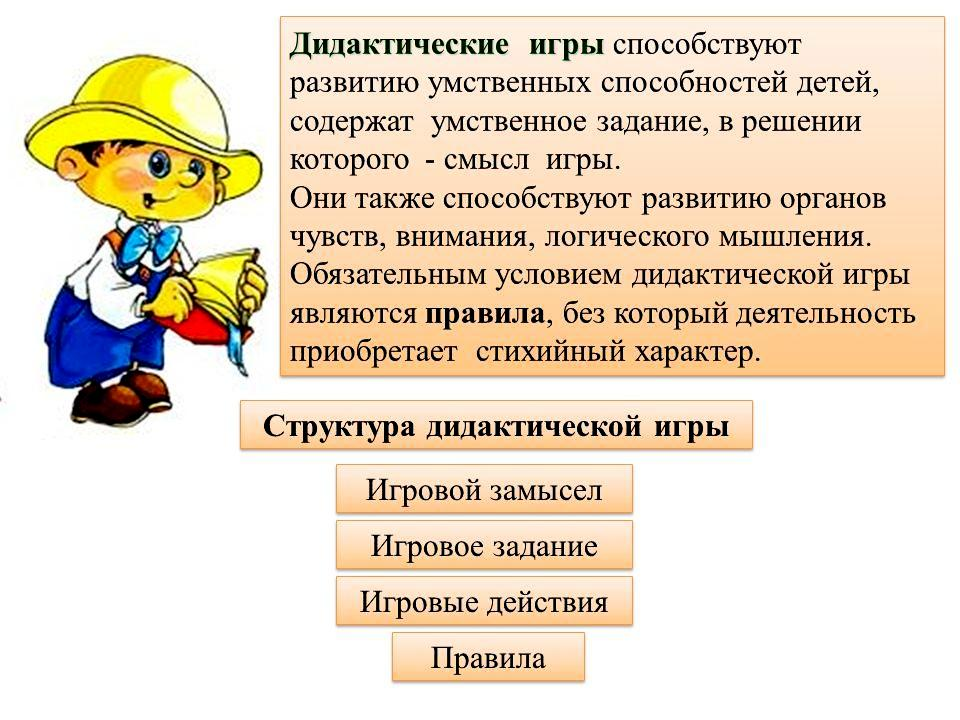 Дидактические игры способствуют
развитию умственных способностей детей,
содержат умственное задание, в решении
которого - смысл игры.
Они также способствуют развитию органов
чувств, внимания, логического мышления.
Обязательным условием дидактической игры
являются правила, без который деятельность
приобретает стихийный характер.
Структура дидактической игры
Игровой замысел
Игровое задание
Игровые действия
Правила